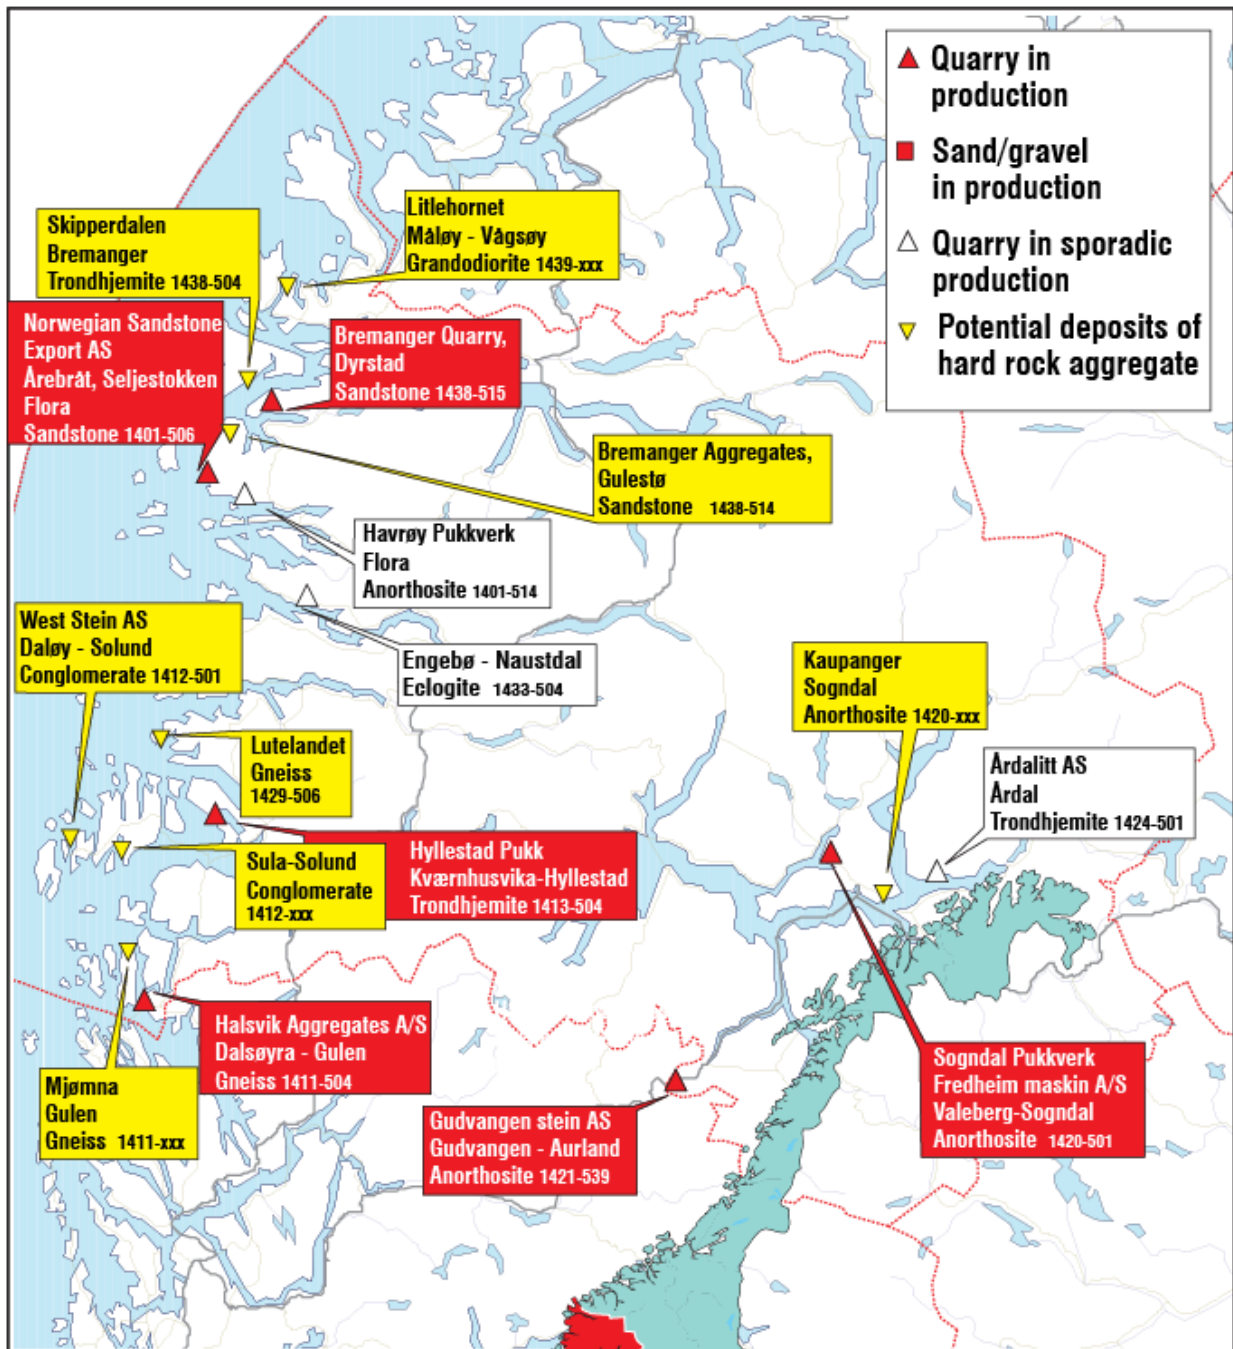 Quarry in
production
Sand/gravel
in production
Quarry in sporadic
production
Potential deposits of
hard rock aggregate
Litlehornet
Måløy - Vågsøy
Grandodiorite 1439-xxx
Skipperdalen
Bremanger
Trondhjemite 1438-504
Norwegian Sandstone
Export AS
Årebråt, Seljestokken
Flora
Sandstone 1401-506
Bremanger Quarry,
Dyrstad
Sandstone 1438-515
Bremanger Aggregates,
Gulestø
Sandstone 1438-514
Havrøy Pukkverk
Flora
Anorthosite 1401-514
Engebø - Naustdal
Eclogite 1433-504
West Stein AS
Daløy - Solund
Conglomerate 1412-501
Kaupanger
Sogndal
Anorthosite 1420-xxx
Lutelandet
Gneiss
1429-506
Årdalitt AS
Årdal
Trondhjemite 1424-501
Hyllestad Pukk
Kværnhusvika-Hyllestad
Trondhjemite 1413-504
Sula-Solund
Conglomerate
1412-xxx
Halsvik Aggregates A/S
Dalsøyra - Gulen
Gneiss 1411-504
Mjømna
Gulen
Gneiss 1411-xxx
Gudvangen stein AS
Gudvangen - Aurland
Anorthosite 1421-539
Sogndal Pukkverk
Fredheim maskin A/S
Valeberg-Sogndal
Anorthosite 1420-501